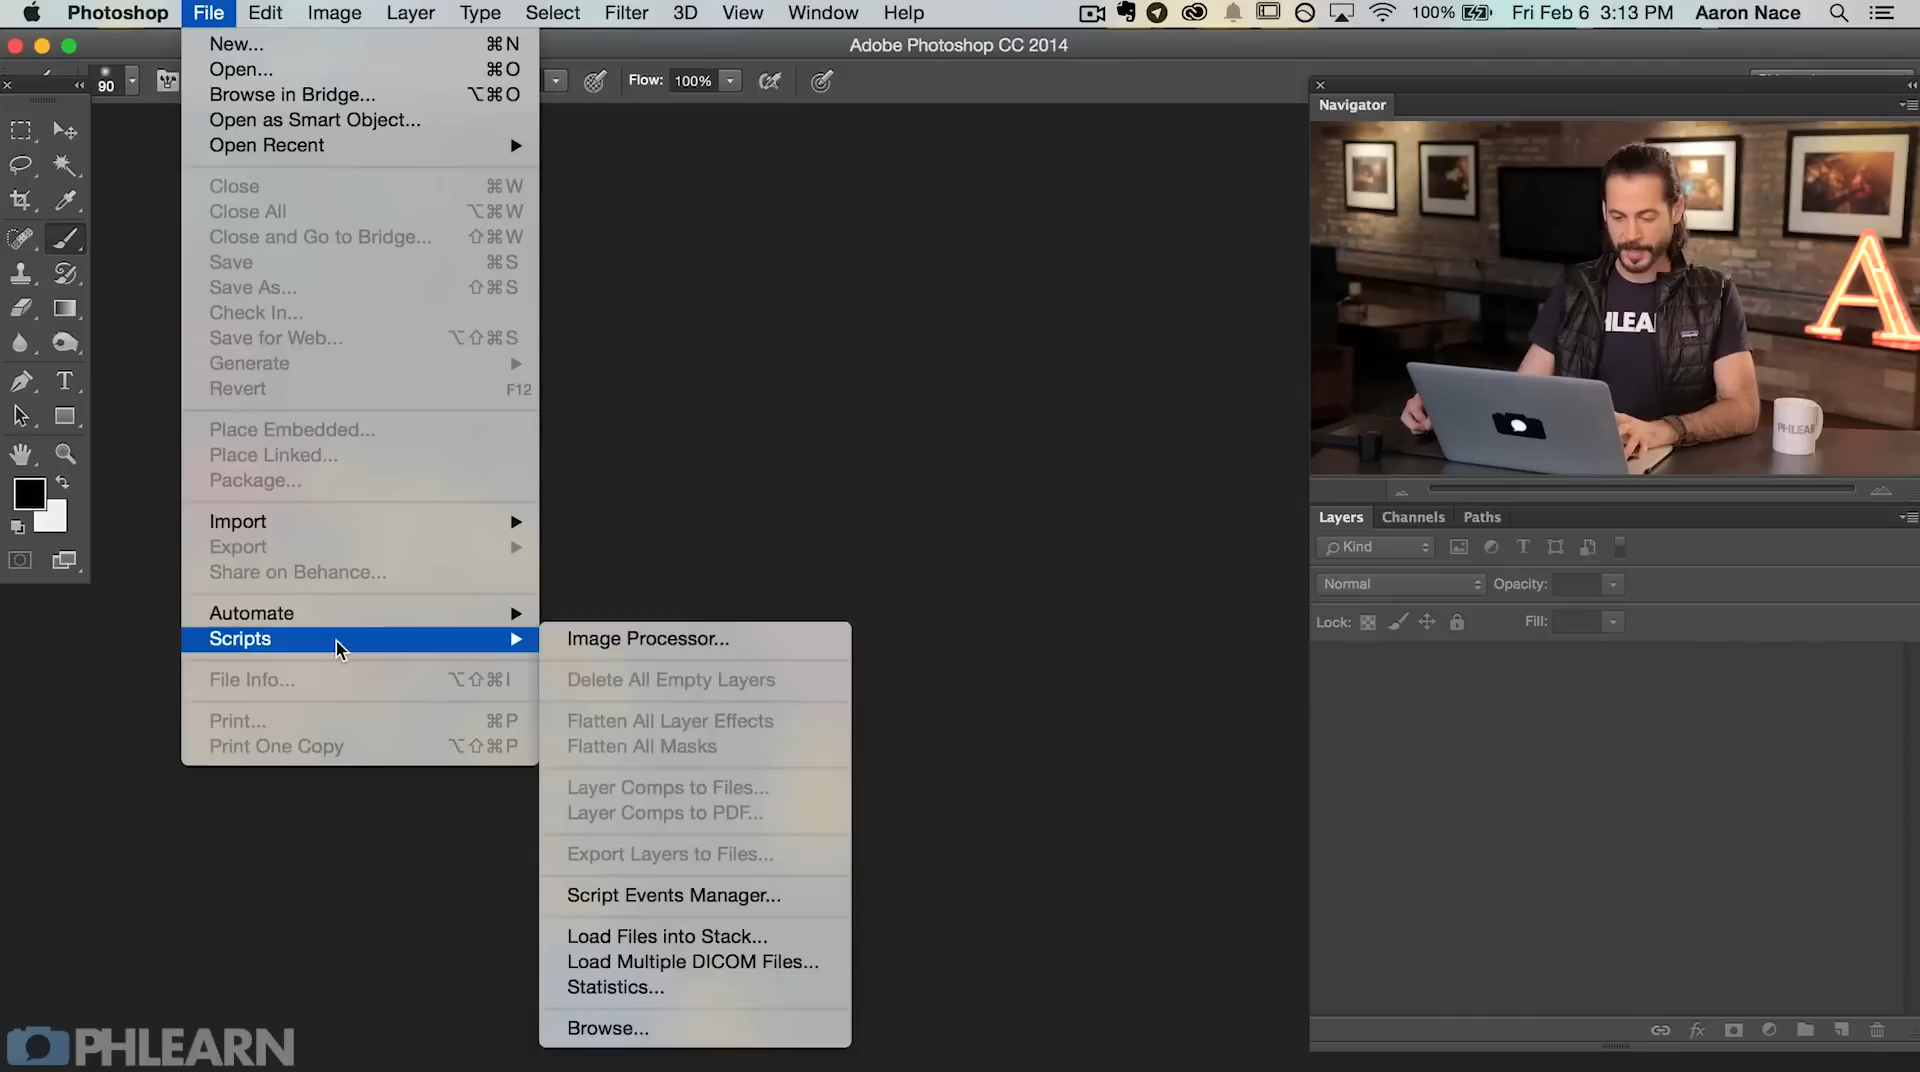 Photoshop File Edit Image Layer Type Select Filter 3D View Window Help 100% Fri Feb 6 3:13 PM Aaron Nace
Adobe Photoshop CC 2014
90 Flow: 100%
New... ⌘N
Open... ⌘O
Browse in Bridge... ⌥⌘O
Open as Smart Object...
Open Recent
Close ⌘W
Close All ⌥⌘W
Close and Go to Bridge... ⇧⌘W
Save ⌘S
Save As... ⇧⌘S
Check In...
Save for Web... ⌥⇧⌘S
Generate
Revert F12
Place Embedded...
Place Linked...
Package...
Import
Export
Share on Behance...
Automate
Scripts
File Info... ⌥⇧⌘I
Print... ⌘P
Print One Copy ⌥⇧⌘P
Image Processor...
Delete All Empty Layers
Flatten All Layer Effects
Flatten All Masks
Layer Comps to Files...
Layer Comps to PDF...
Export Layers to Files...
Script Events Manager...
Load Files into Stack...
Load Multiple DICOM Files...
Statistics...
Browse...
Navigator
A
PHLEAR
Layers Channels Paths
Kind
Normal Opacity:
Lock: Fill:
PHLEARN